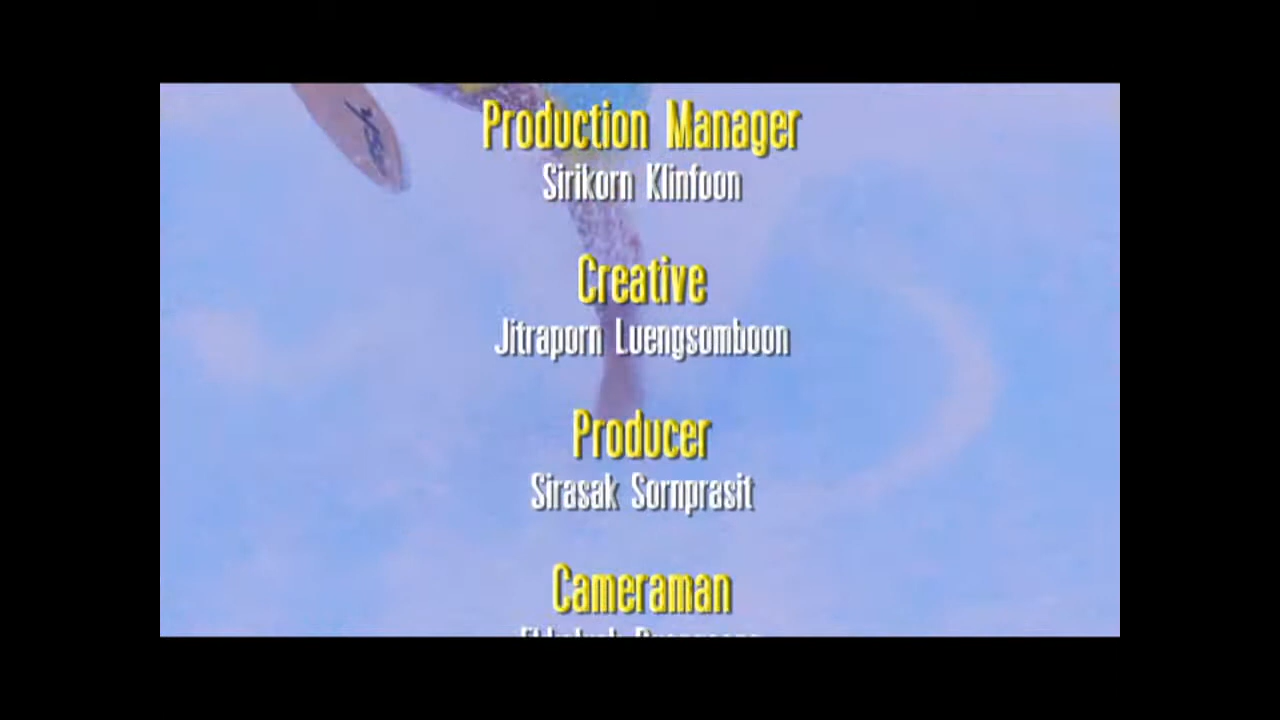 Production Manager
Sirikorn Klinfoon
Creative
Jitraporn Luengsomboon
Producer
Sirasak Sornprasit
Cameraman